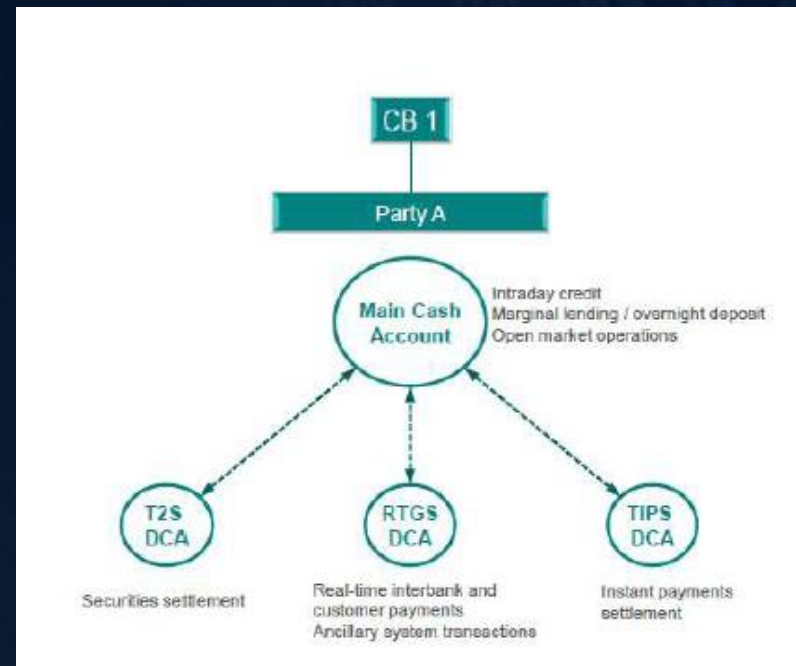 CB 1
Party A
Main Cash
Account
Intraday credit
Marginal lending / overnight deposit
Open market operations
T2S
DCA
RTGS
DCA
TIPS
DCA
Securities settlement
Real-time interbank and
customer payments
Ancillary system transactions
Instant payments
settlement